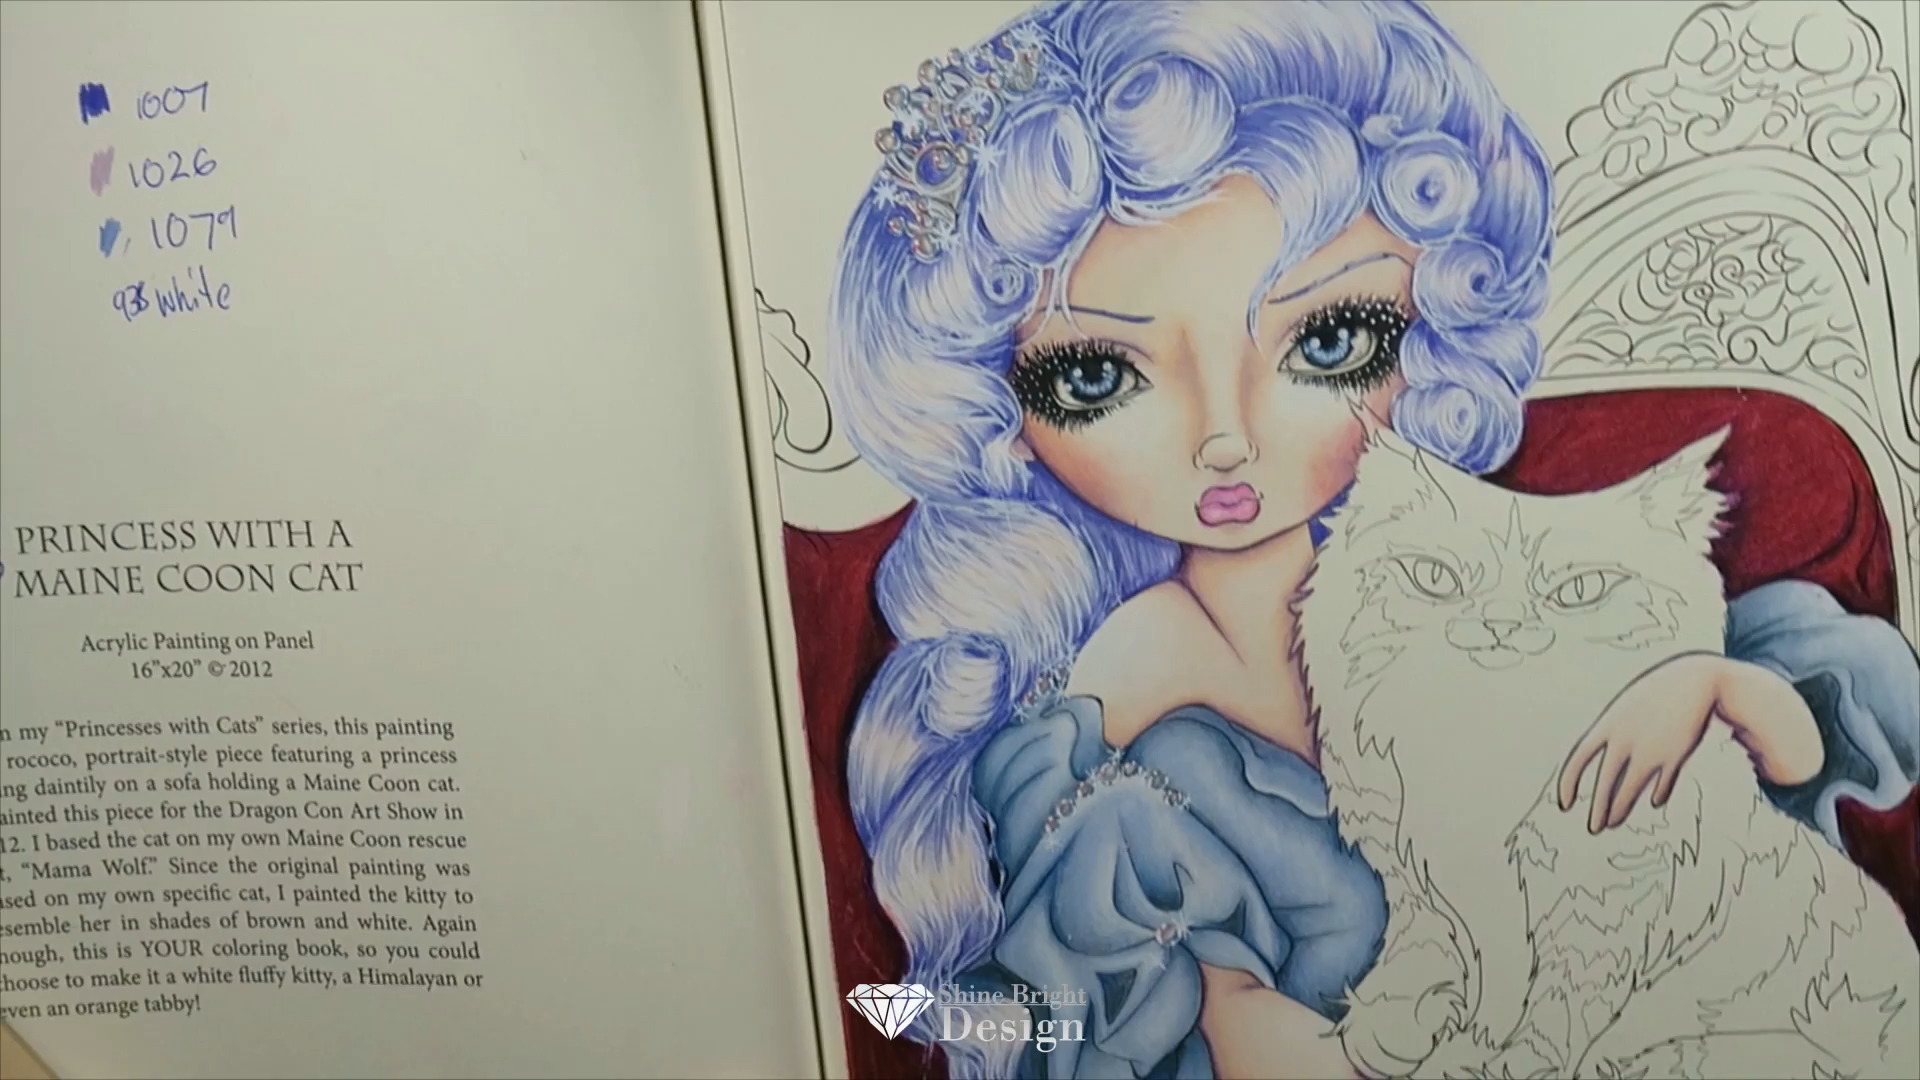 1007
1026
1079
938 white
PRINCESS WITH A
MAINE COON CAT
Acrylic Painting on Panel
16”x20” © 2012
my “Princesses with Cats” series, this painting
rococo, portrait-style piece featuring a princess
daintily on a sofa holding a Maine Coon cat.
this piece for the Dragon Con Art Show in
I based the cat on my own Maine Coon rescue
“Mama Wolf.” Since the original painting was
on my own specific cat, I painted the kitty to
her in shades of brown and white. Again
this is YOUR coloring book, so you could
choose to make it a white fluffy kitty, a Himalayan or
even an orange tabby!
Shine Bright
Design